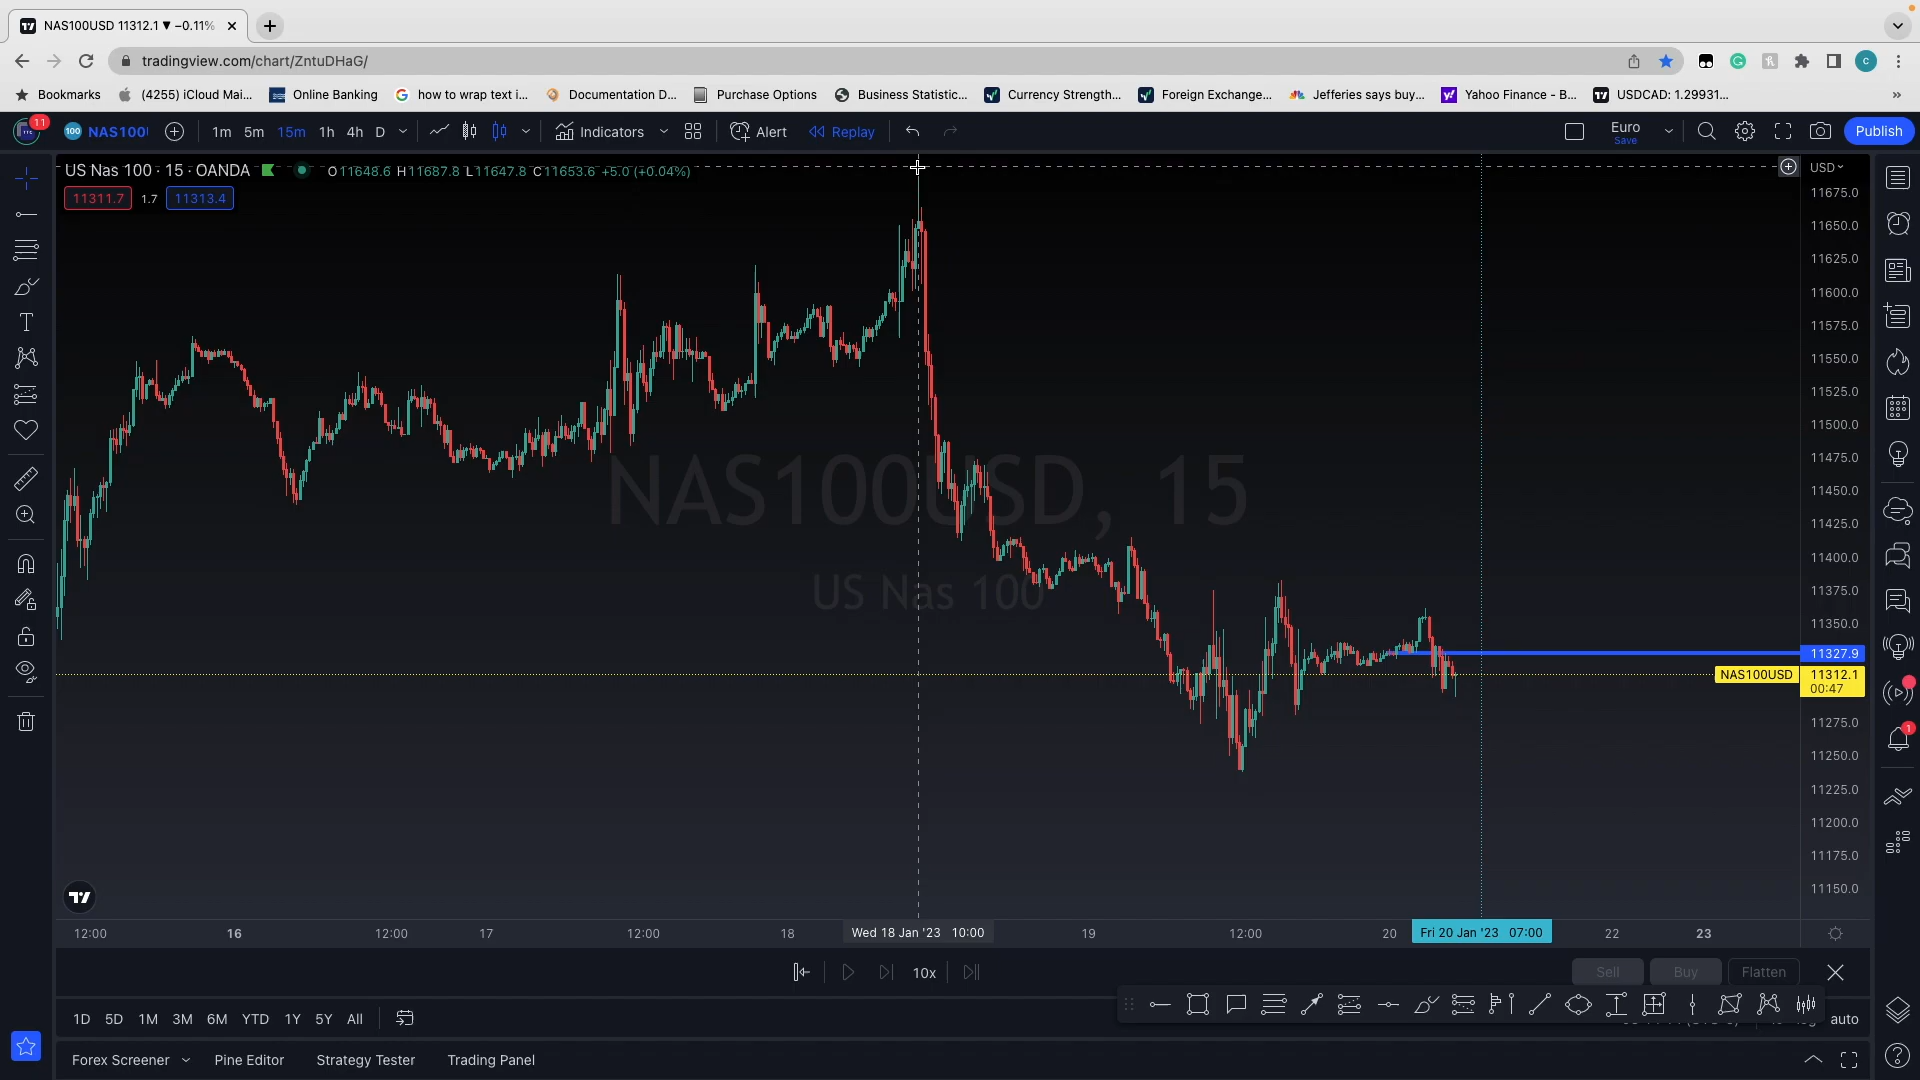 NAS100USD 11312.1 ▼ −0.11%
tradingview.com/chart/ZntuDHaG/
C
Bookmarks (4255) iCloud Mai... Online Banking how to wrap text i... Documentation D... Purchase Options Business Statistic... Currency Strength... Foreign Exchange... Jefferies says buy... Yahoo Finance - B... USDCAD: 1.29931... »
11 100 NAS100 1m 5m 15m 1h 4h D Indicators Alert Replay Euro Save Publish
US Nas 100 · 15 · OANDA O11648.6 H11687.8 L11647.8 C11653.6 +5.0 (+0.04%)
11311.7 1.7 11313.4
USD
11675.0
11650.0
11625.0
11600.0
11575.0
11550.0
11525.0
11500.0
11475.0
11450.0
11425.0
11400.0
11375.0
11350.0
11327.9
NAS100USD 11312.1
00:47
11275.0
11250.0
11225.0
11200.0
11175.0
11150.0
NAS100USD, 15
US Nas 100
1
12:00 16 12:00 17 12:00 18 Wed 18 Jan '23 10:00 19 12:00 20 Fri 20 Jan '23 07:00 22 23
10x Sell Buy Flatten
1D 5D 1M 3M 6M YTD 1Y 5Y All auto
Forex Screener Pine Editor Strategy Tester Trading Panel